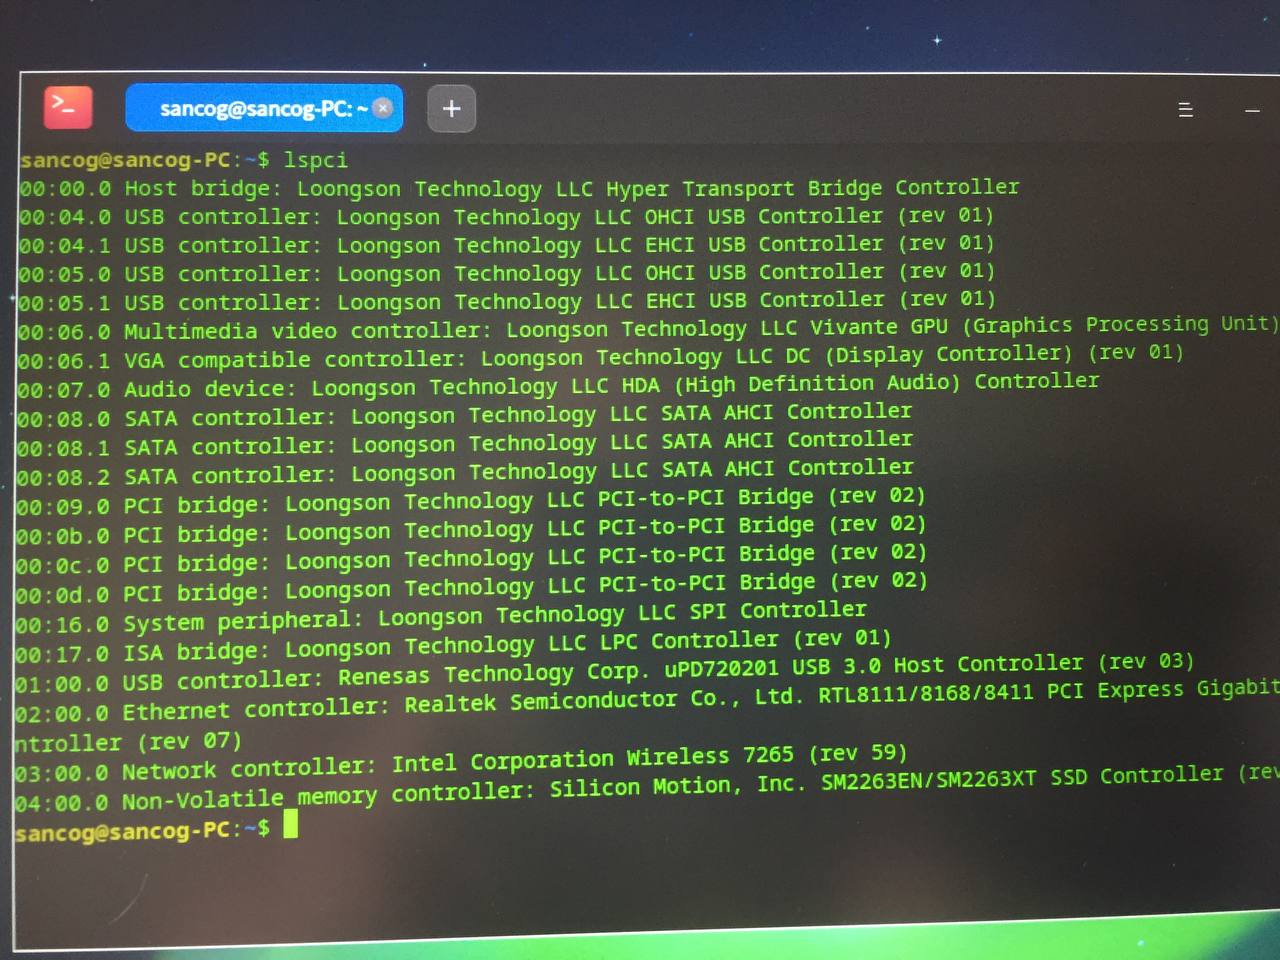 sancog@sancog-PC: ~
sancog@sancog-PC:~$ lspci
00:00.0 Host bridge: Loongson Technology LLC Hyper Transport Bridge Controller
00:04.0 USB controller: Loongson Technology LLC OHCI USB Controller (rev 01)
00:04.1 USB controller: Loongson Technology LLC EHCI USB Controller (rev 01)
00:05.0 USB controller: Loongson Technology LLC OHCI USB Controller (rev 01)
00:05.1 USB controller: Loongson Technology LLC EHCI USB Controller (rev 01)
00:06.0 Multimedia video controller: Loongson Technology LLC Vivante GPU (Graphics Processing Unit)
00:06.1 VGA compatible controller: Loongson Technology LLC DC (Display Controller) (rev 01)
00:07.0 Audio device: Loongson Technology LLC HDA (High Definition Audio) Controller
00:08.0 SATA controller: Loongson Technology LLC SATA AHCI Controller
00:08.1 SATA controller: Loongson Technology LLC SATA AHCI Controller
00:08.2 SATA controller: Loongson Technology LLC SATA AHCI Controller
00:09.0 PCI bridge: Loongson Technology LLC PCI-to-PCI Bridge (rev 02)
00:0b.0 PCI bridge: Loongson Technology LLC PCI-to-PCI Bridge (rev 02)
00:0c.0 PCI bridge: Loongson Technology LLC PCI-to-PCI Bridge (rev 02)
00:0d.0 PCI bridge: Loongson Technology LLC PCI-to-PCI Bridge (rev 02)
00:16.0 System peripheral: Loongson Technology LLC SPI Controller
00:17.0 ISA bridge: Loongson Technology LLC LPC Controller (rev 01)
01:00.0 USB controller: Renesas Technology Corp. uPD720201 USB 3.0 Host Controller (rev 03)
02:00.0 Ethernet controller: Realtek Semiconductor Co., Ltd. RTL8111/8168/8411 PCI Express Gigabit
ntroller (rev 07)
03:00.0 Network controller: Intel Corporation Wireless 7265 (rev 59)
04:00.0 Non-Volatile memory controller: Silicon Motion, Inc. SM2263EN/SM2263XT SSD Controller (rev
sancog@sancog-PC:~$